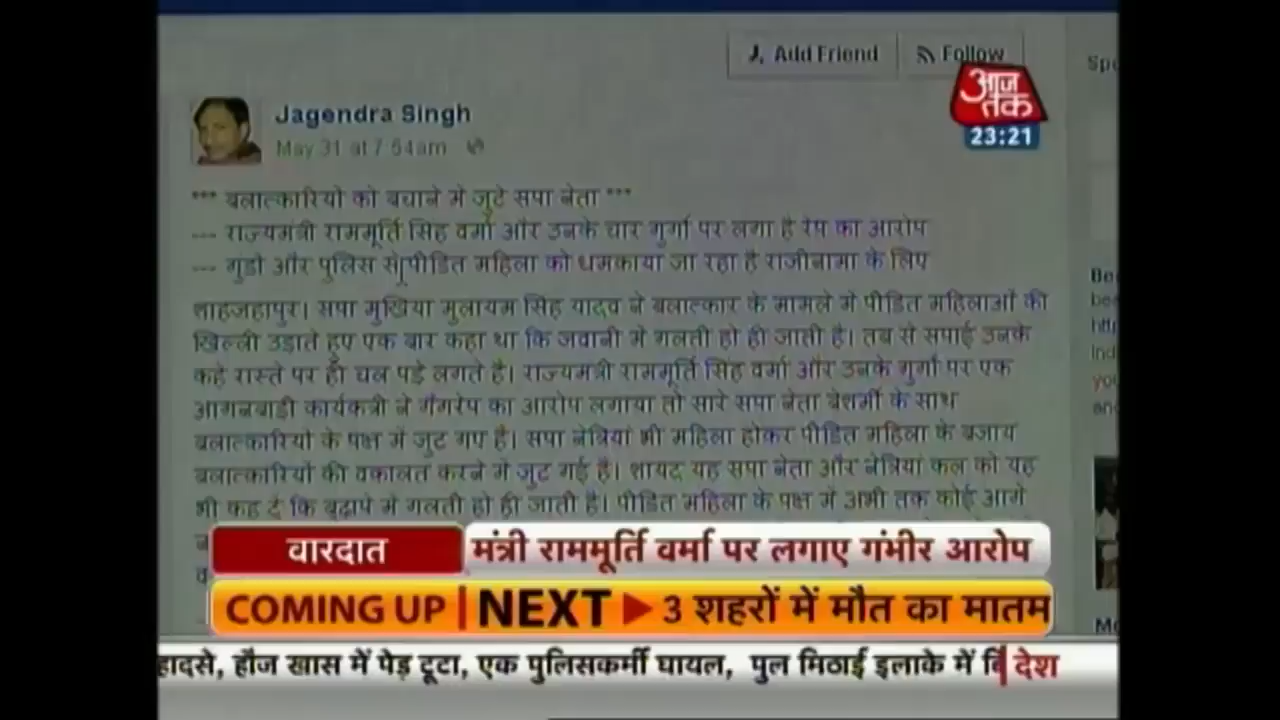 Add Friend
Follow
Spe
आज
तक
23:21
Jagendra Singh
May 31 at 7:54am
*** बलात्कारियो को बचाने मे जुटे सपा नेता ***
--- राज्यमंत्री राममूर्ति सिंह वर्मा और उनके चार गुर्गो पर लगा है रेप का आरोप
--- गुडो और पुलिस से पीडित महिला को धमकाया जा रहा है राजीनामा के लिए
शाहजहापुर। सपा मुखिया मुलायम सिंह यादव ने बलात्कार के मामले मे पीडित महिलाओं की
खिल्ली उडाते हुए एक बार कहा था कि जवानी मे गलती हो ही जाती है। तब से सपाई उनके
कहे रास्ते पर ही चल पडे लगते है। राज्यमंत्री राममूर्ति सिंह वर्मा और उनके गुर्गो पर एक
आगनबाडी कार्यकत्री ने गैंगरेप का आरोप लगाया तो सारे सपा नेता बेशर्मी के साथ
बलात्कारियो के पक्ष में जुट गए है। सपा नेत्रियां भी महिला होकर पीडित महिला के बजाय
बलात्कारियों की वकालत करने मे जुट गई है। शायद यह सपा नेता और नेत्रियां कल को यह
भी कह दें कि बुढापे मे गलती हो ही जाती है। पीडित महिला के पक्ष में अभी तक कोई आगे
वारदात
मंत्री राममूर्ति वर्मा पर लगाए गंभीर आरोप
COMING UP NEXT 3 शहरों में मौत का मातम
हादसे, हौज खास में पेड़ टूटा, एक पुलिसकर्मी घायल, पुल मिठाई इलाके में
देश